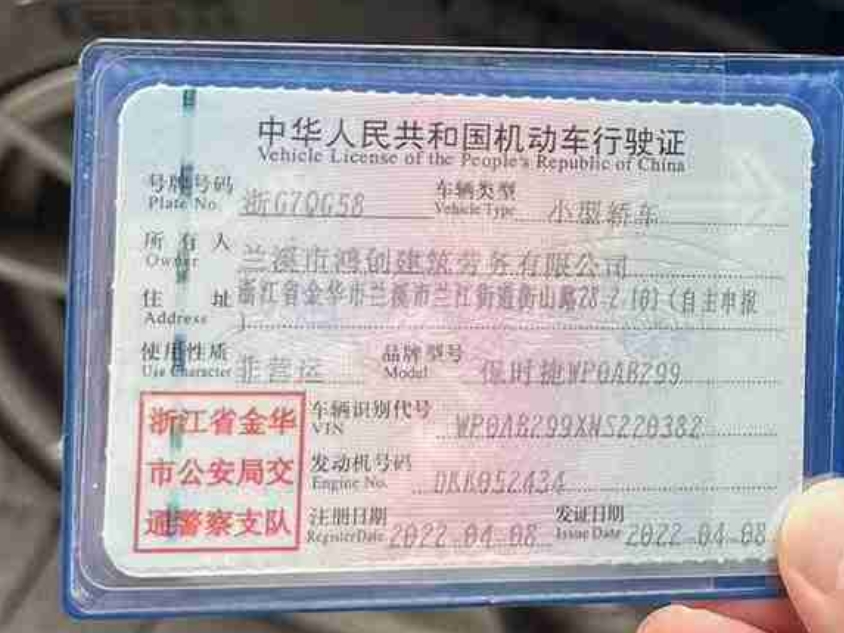 中华人民共和国机动车行驶证
Vehicle License of the People's Republic of China
号牌号码 浙G7QG58 车辆类型 小型轿车
Plate No. Vehicle Type
所有人 兰溪市鸿创建筑劳务有限公司
Owner
住址 浙江省金华市兰溪市兰江街道衡山路28-2-101(自主申报
Address )
使用性质 非营运 品牌型号 保时捷WP0AB299
Use Character Model
浙江省金华 车辆识别代号 WP0AB299XNS220382
VIN
市公安局交 发动机号码 DKK052434
Engine No.
通警察支队 注册日期 2022-04-08 发证日期 2022-04-08
Register Date Issue Date